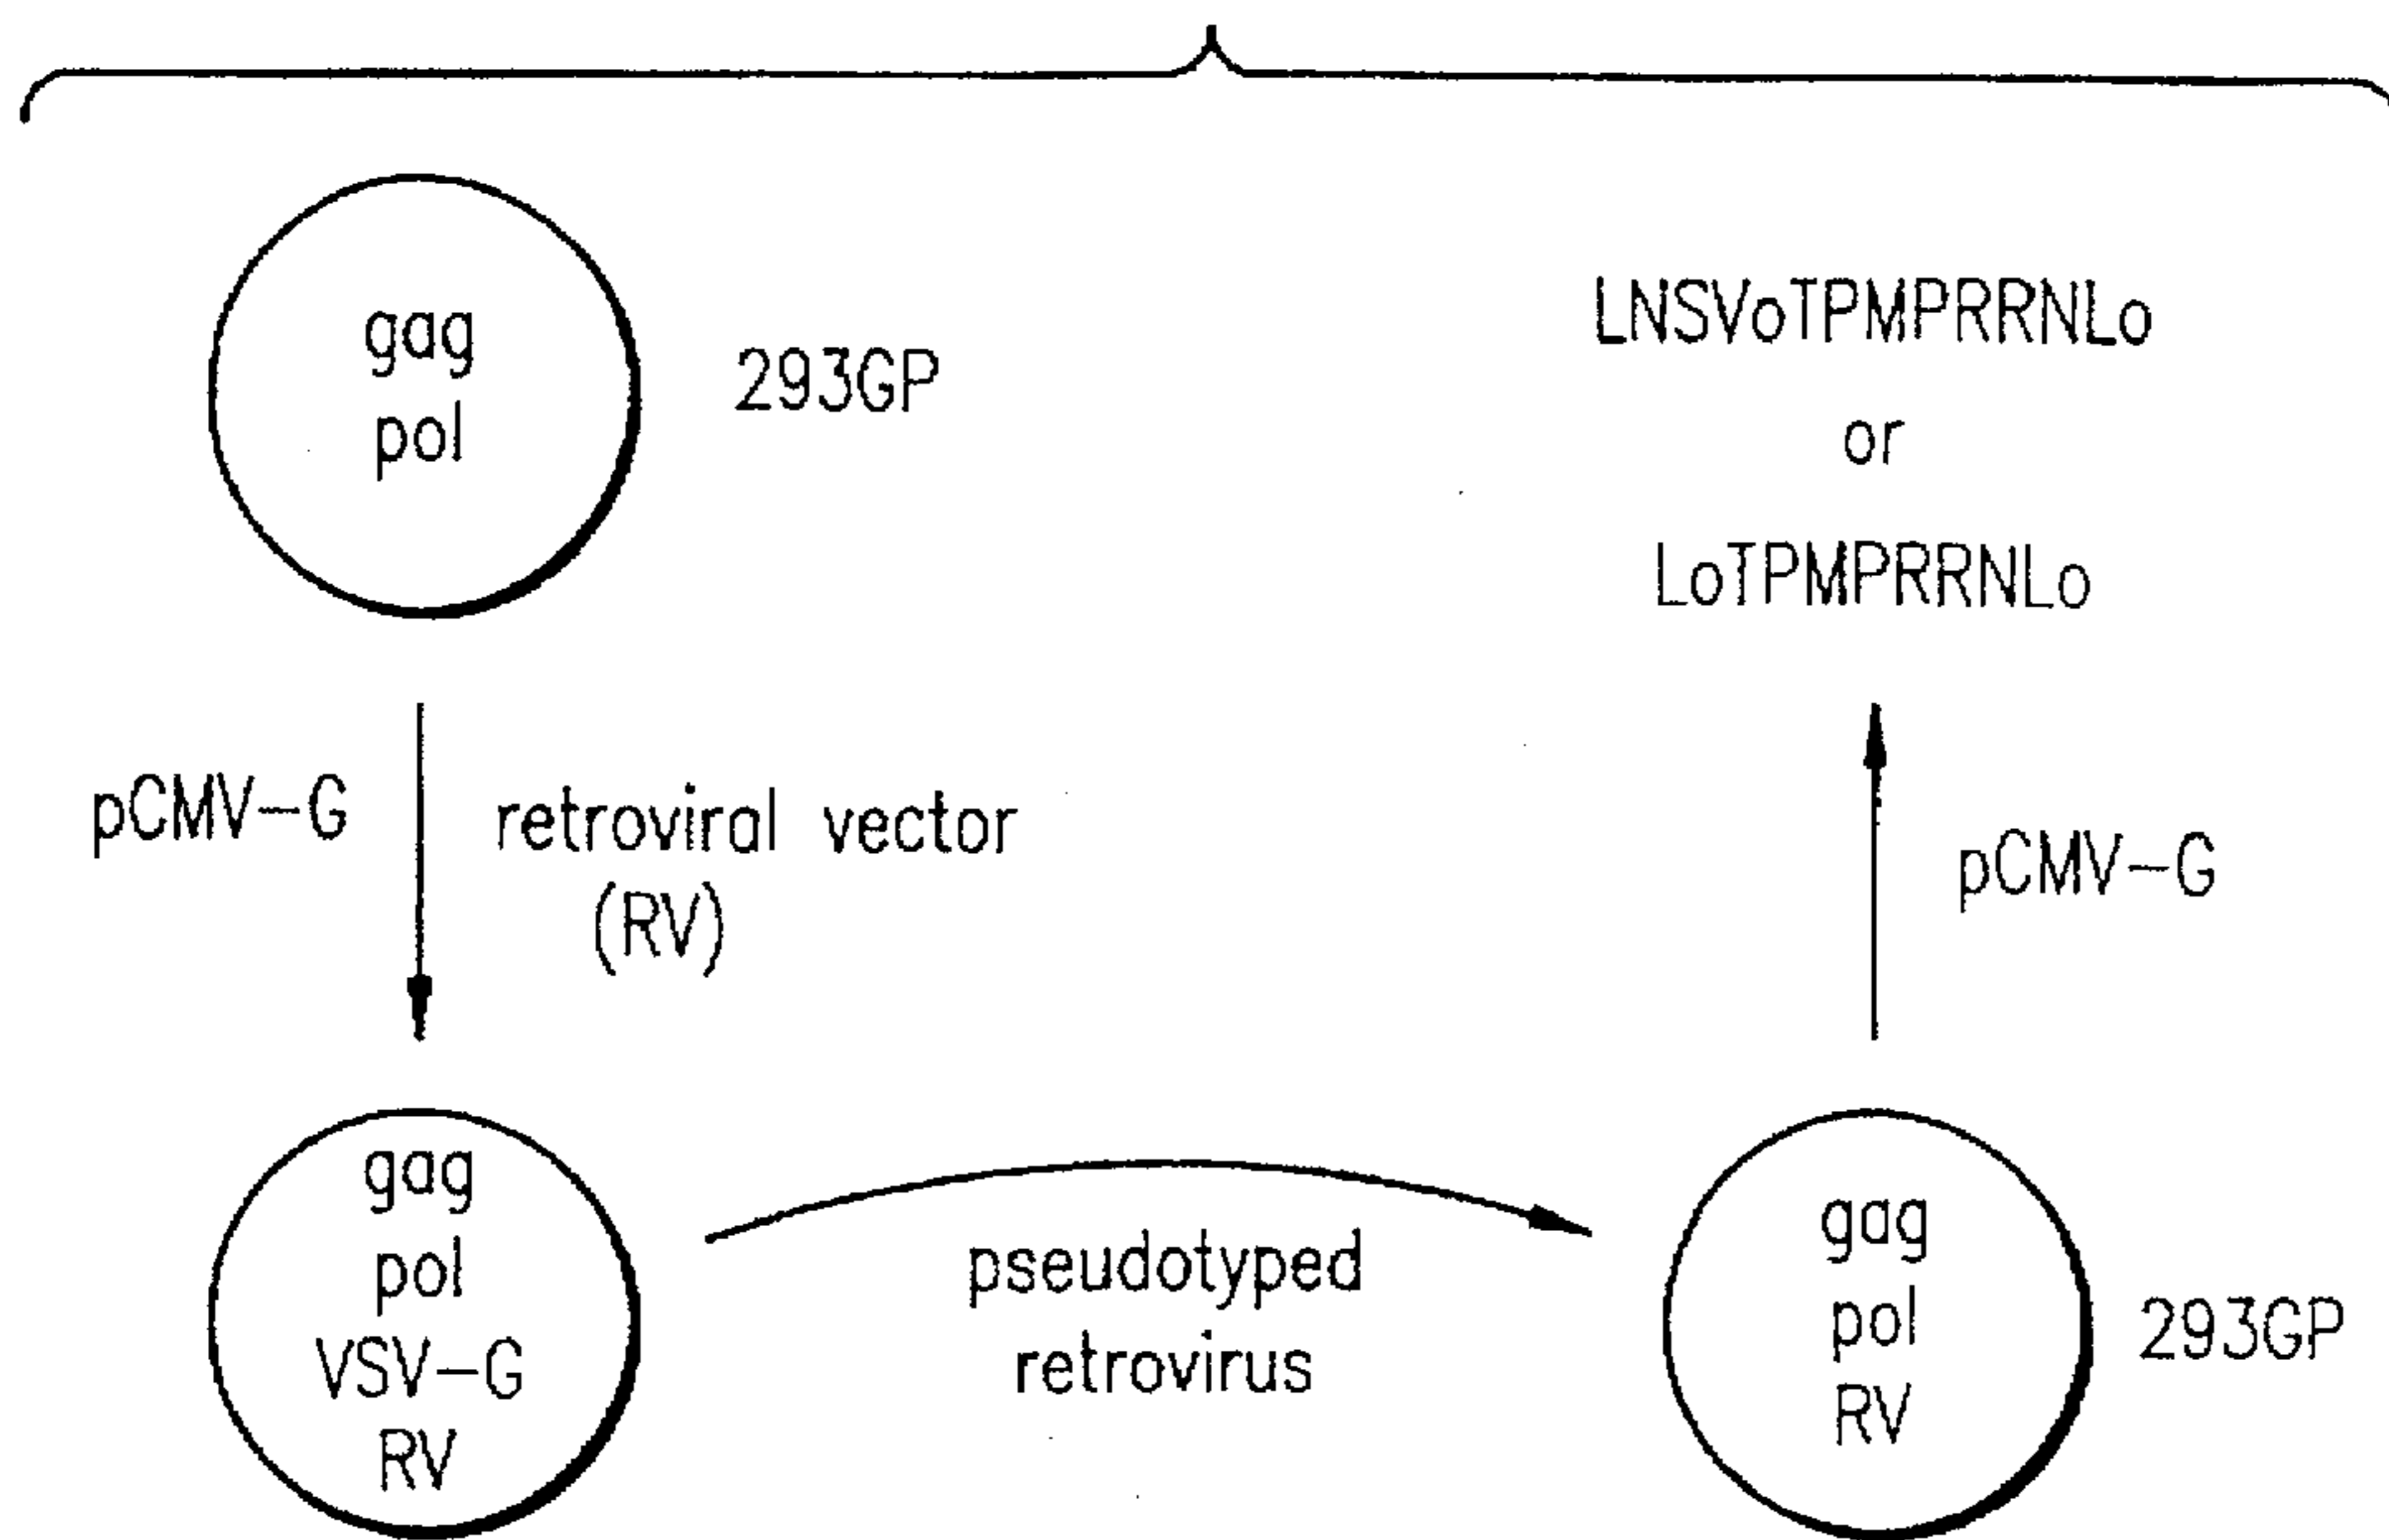 gag
pol
293GP
pCMV-G
retroviral vector
(RV)
gag
pol
VSV-G
RV
pseudotyped
retrovirus
gag
pol
RV
293GP
pCMV-G
LNSVoTPMPRRNLo
or
LoTPMPRRNLo